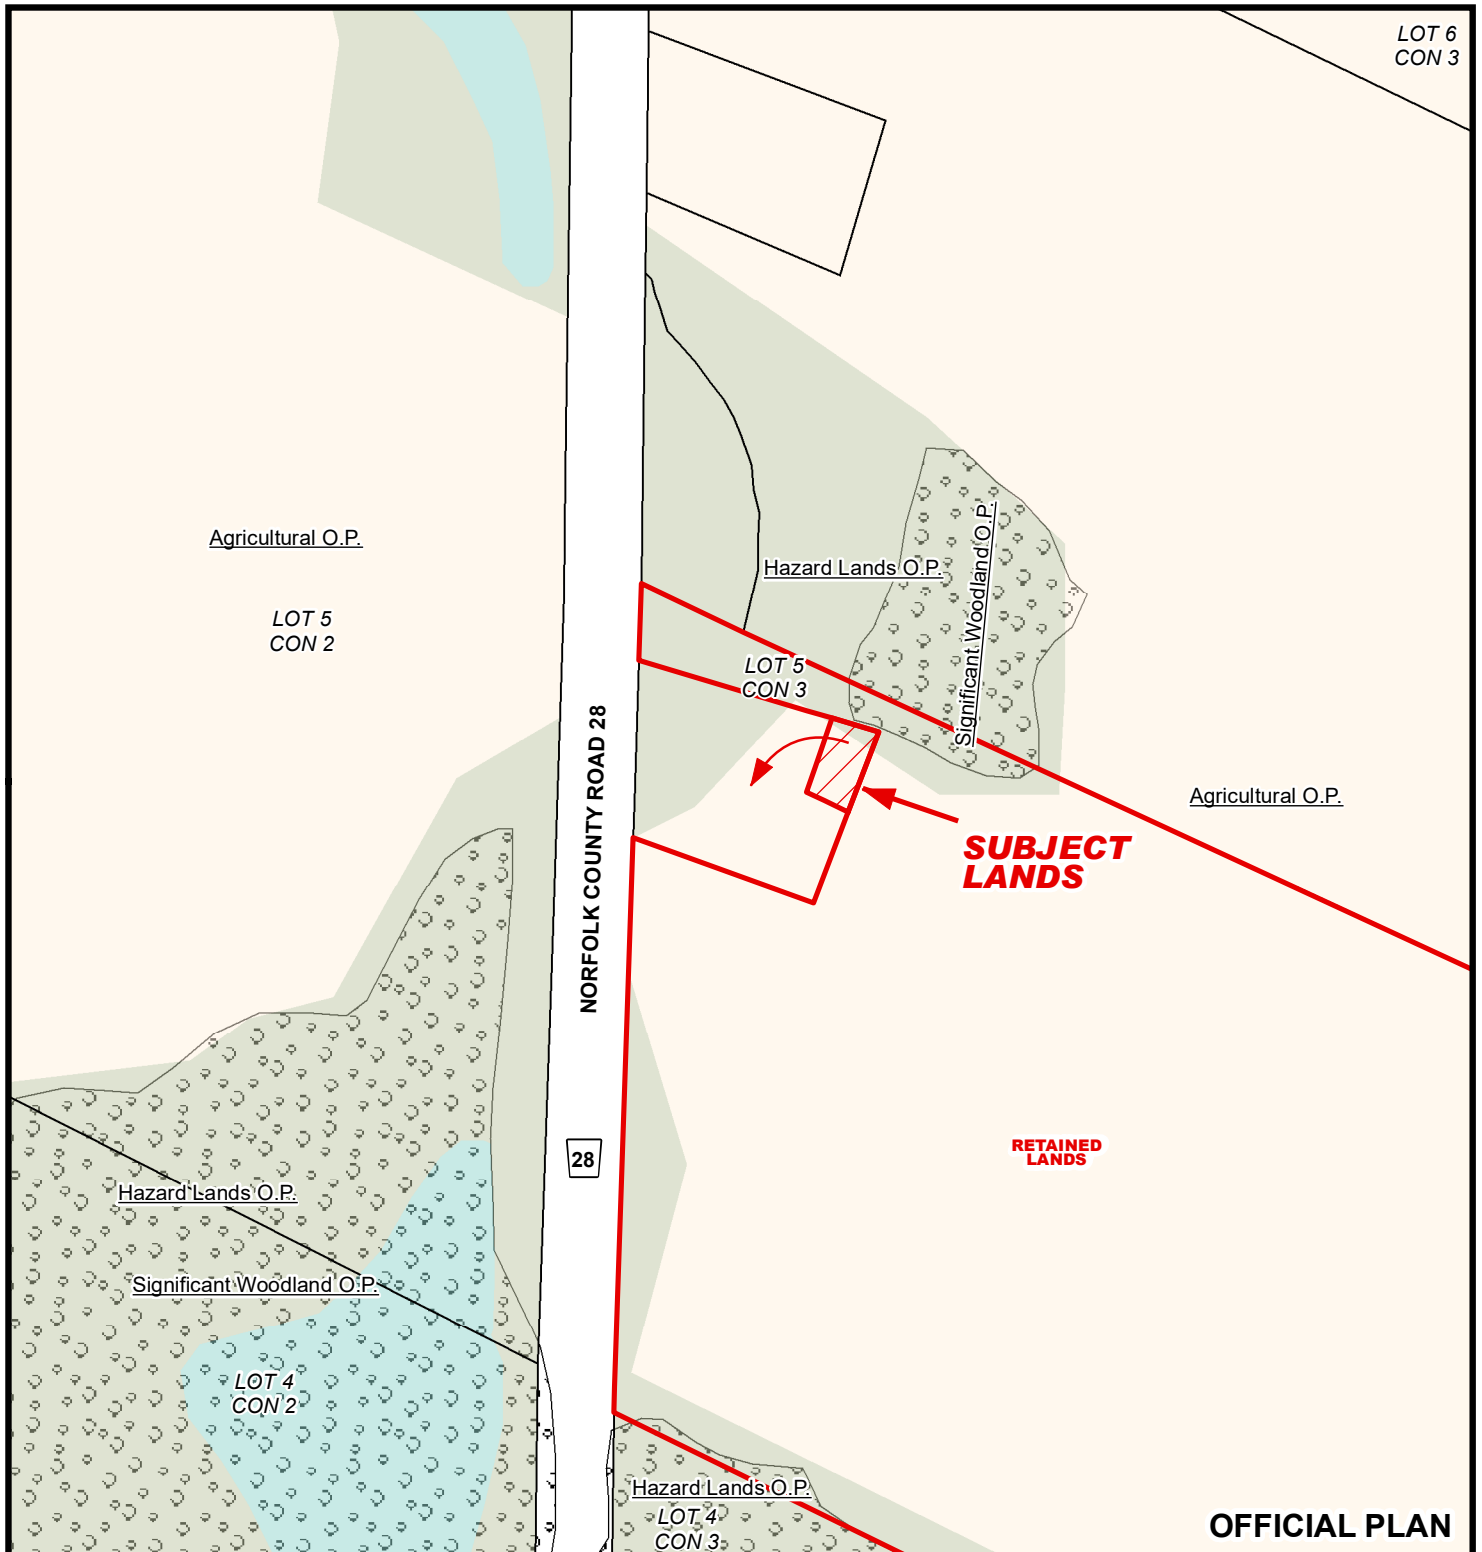 LOT 6
CON 3
Agricultural O.P.
Hazard Lands O.P.
Significant Woodland O.P.
LOT 5
CON 2
LOT 5
CON 3
NORFOLK COUNTY ROAD 28
Agricultural O.P.
SUBJECT
LANDS
28
RETAINED
LANDS
Hazard Lands O.P.
Significant Woodland O.P.
LOT 4
CON 2
Hazard Lands O.P.
LOT 4
CON 3
OFFICIAL PLAN